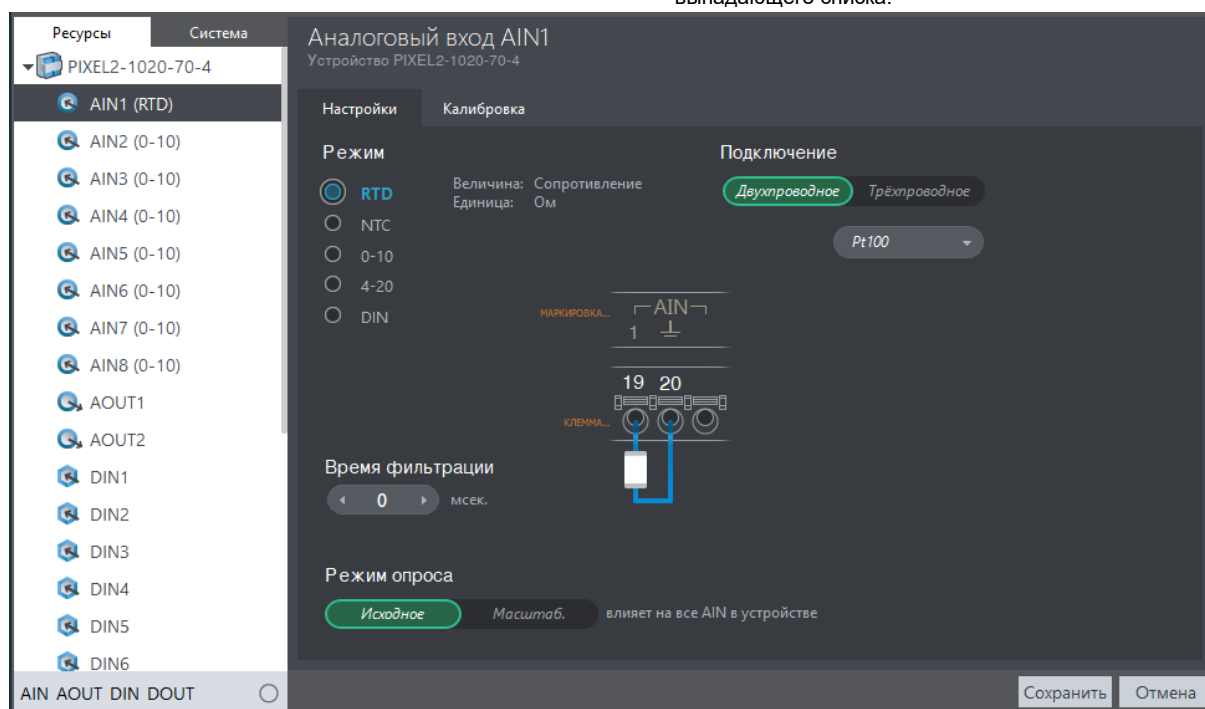 выпадающего списка.
Ресурсы Система
PIXEL2-1020-70-4
AIN1 (RTD)
AIN2 (0-10)
AIN3 (0-10)
AIN4 (0-10)
AIN5 (0-10)
AIN6 (0-10)
AIN7 (0-10)
AIN8 (0-10)
AOUT1
AOUT2
DIN1
DIN2
DIN3
DIN4
DIN5
DIN6
AIN AOUT DIN DOUT
Аналоговый вход AIN1
Устройство PIXEL2-1020-70-4
Настройки Калибровка
Режим
RTD
NTC
0-10
4-20
DIN
Величина: Сопротивление
Единица: Ом
Подключение
Двухпроводное Трёхпроводное
Pt100
МАРКИРОВКА...
AIN
1
19 20
КЛЕММА...
Время фильтрации
0 мсек.
Режим опроса
Исходное Масштаб. влияет на все AIN в устройстве
Сохранить Отмена